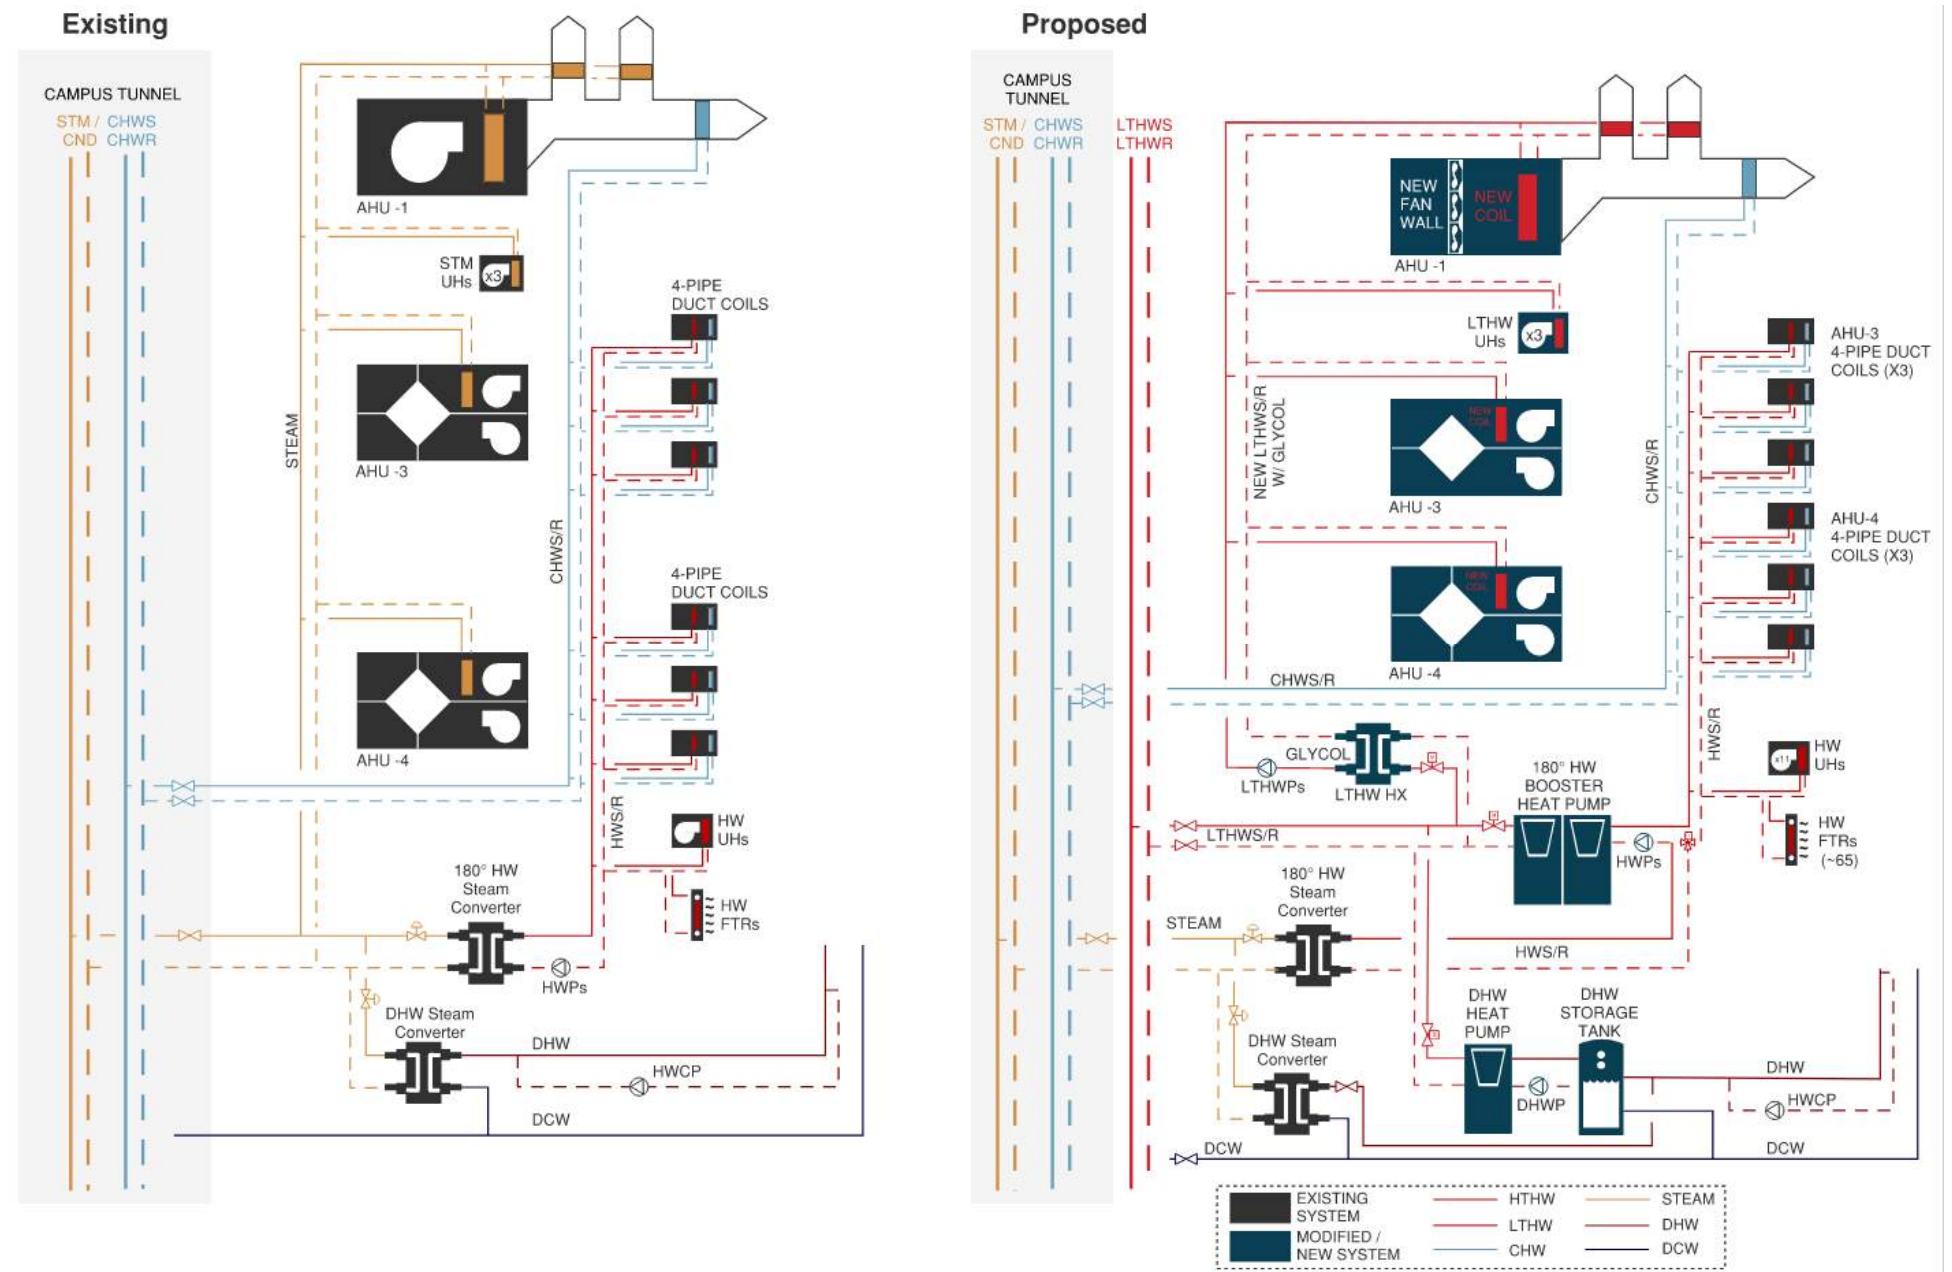 Existing
CAMPUS TUNNEL
STM / CHWS
CND CHWR
AHU -1
STM
UHs
x3
4-PIPE
DUCT COILS
STEAM
AHU -3
CHWS/R
4-PIPE
DUCT COILS
AHU -4
HWS/R
HW
UHs
180° HW
Steam
Converter
HW
FTRs
HWPs
DHW Steam
Converter
DHW
HWCP
DCW
Proposed
CAMPUS
TUNNEL
STM / CHWS LTHWS
CND CHWR LTHWR
NEW
FAN
WALL
NEW
COIL
AHU -1
LTHW
UHs
x3
AHU-3
4-PIPE DUCT
COILS (X3)
NEW LTHWS/R
W/ GLYCOL
NEW
COIL
AHU -3
CHWS/R
AHU-4
4-PIPE DUCT
COILS (X3)
NEW
COIL
AHU -4
CHWS/R
HWS/R
GLYCOL
LTHWPs
LTHW HX
180° HW
BOOSTER
HEAT PUMP
x11
HW
UHs
LTHWS/R
HWPs
HW
FTRs
(~65)
180° HW
Steam
Converter
STEAM
HWS/R
DHW
HEAT
PUMP
DHW
STORAGE
TANK
DHW Steam
Converter
DHWP
DHW
HWCP
DCW
DCW
EXISTING
SYSTEM
MODIFIED /
NEW SYSTEM
HTHW
LTHW
CHW
STEAM
DHW
DCW